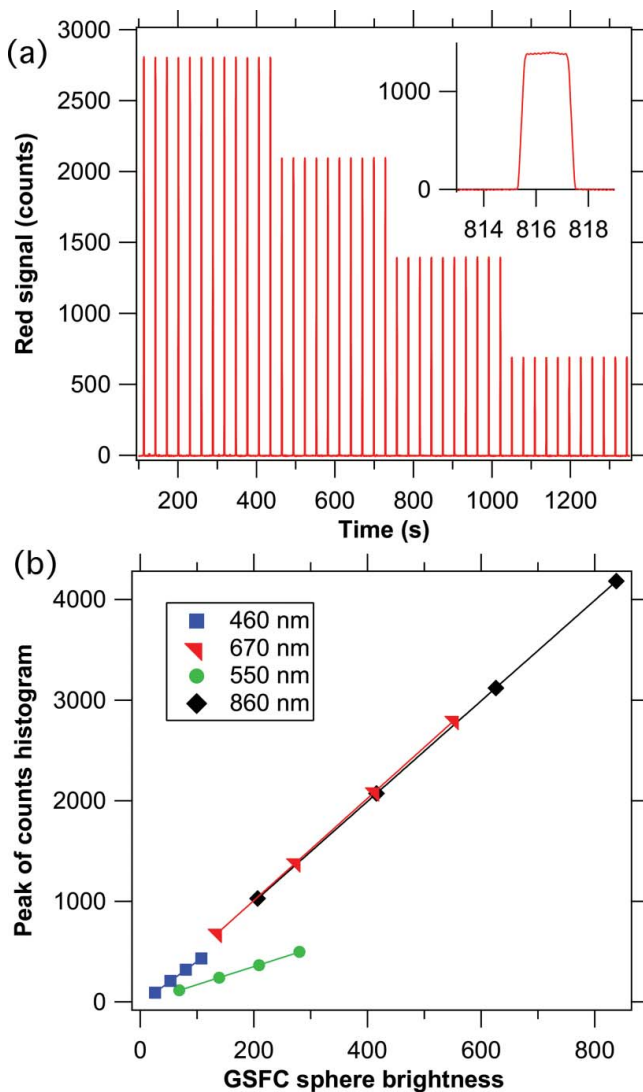 (a)
3000
2500
2000
1500
1000
500
0
Red signal (counts)
200 400 600 800 1000 1200
Time (s)
1000
0
814 816 818
(b)
4000
3000
2000
1000
0
Peak of counts histogram
460 nm
670 nm
550 nm
860 nm
0 200 400 600 800
GSFC sphere brightness